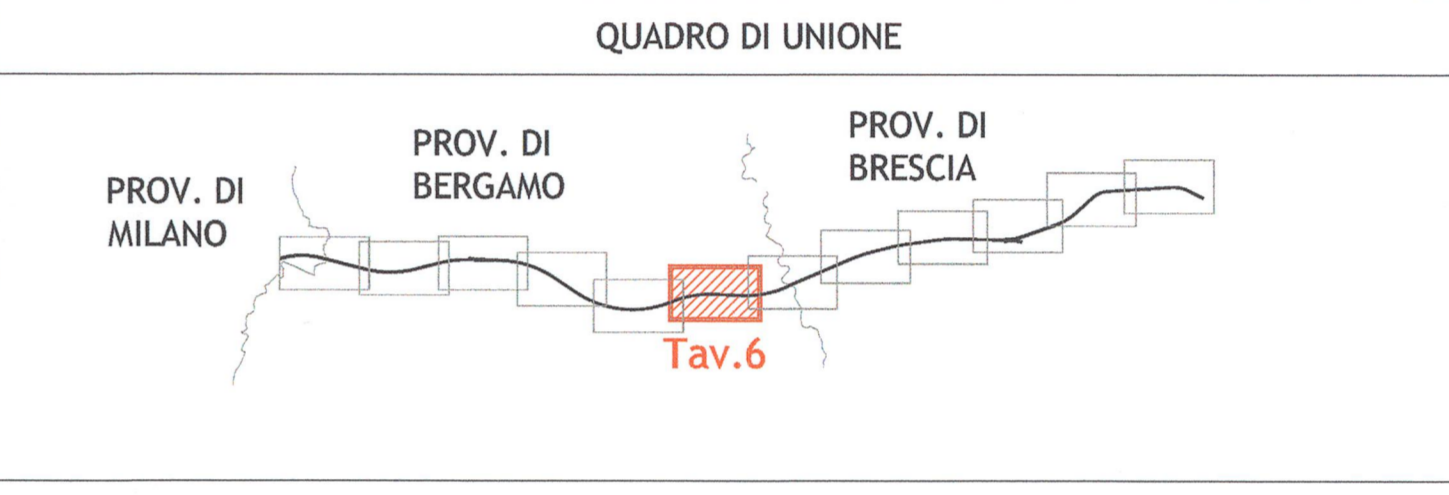 QUADRO DI UNIONE
PROV. DI
MILANO
PROV. DI
BERGAMO
PROV. DI
BRESCIA
Tav.6